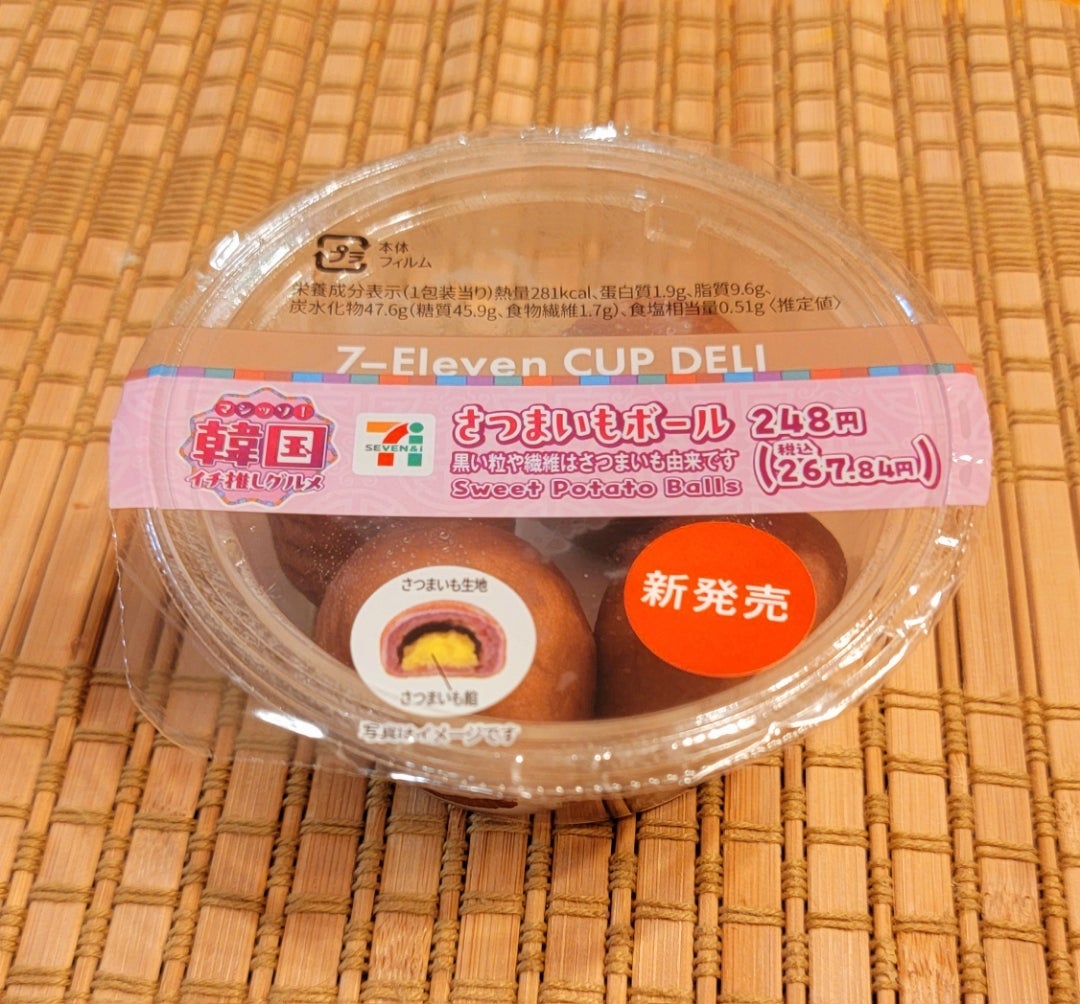 プラ
本体
フィルム
栄養成分表示(1包装当り)熱量281kcal、蛋白質1.9g、脂質9.6g、
炭水化物47.6g(糖質45.9g、食物繊維1.7g)、食塩相当量0.51g〈推定値〉
7-Eleven CUP DELI
マシッソ!
韓国
イチ推しグルメ
7
SEVEN&i
さつまいもボール
黒い粒や繊維はさつまいも由来です
Sweet Potato Balls
248円
(税込267.84円)
新発売
さつまいも生地
さつまいも餡
写真はイメージです